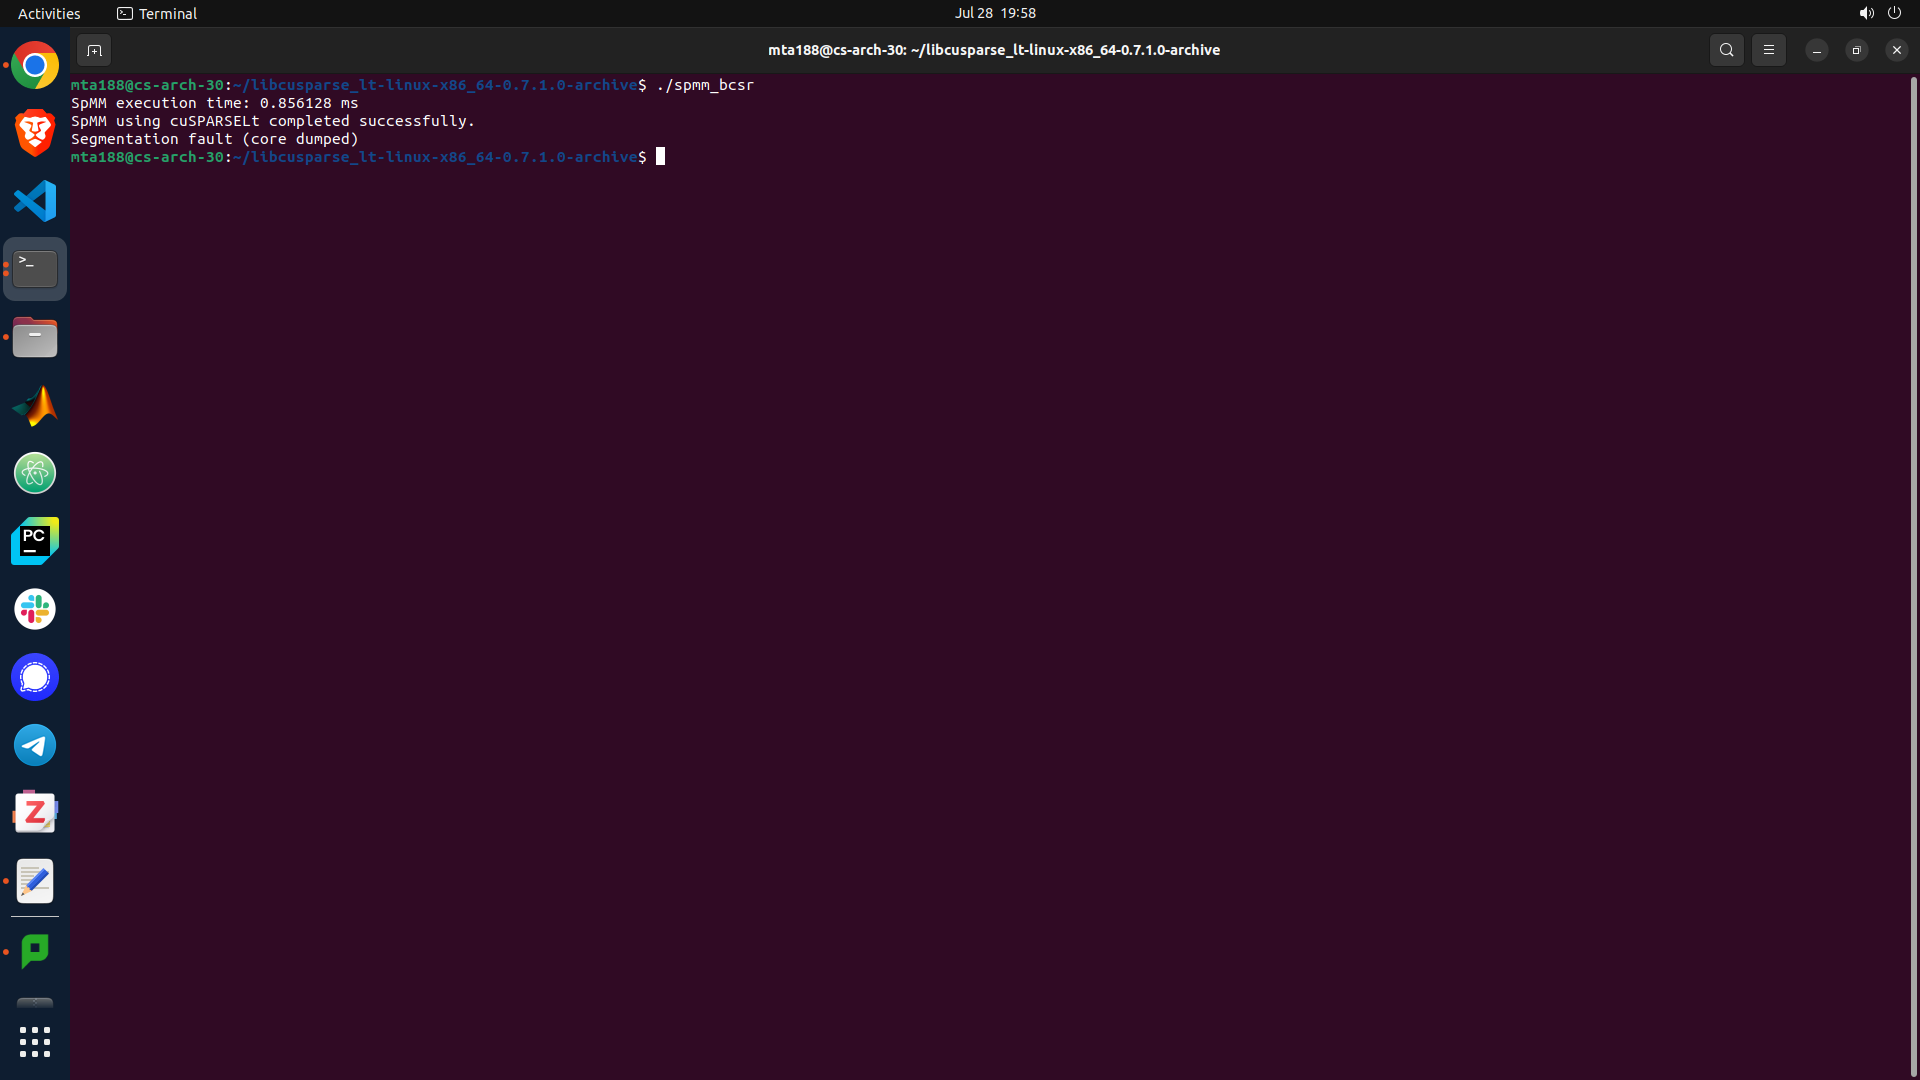 Activities
Terminal
Jul 28 19:58
mta188@cs-arch-30: ~/libcusparse_lt-linux-x86_64-0.7.1.0-archive
mta188@cs-arch-30:~/libcusparse_lt-linux-x86_64-0.7.1.0-archive$ ./spmm_bcsr
SpMM execution time: 0.856128 ms
SpMM using cuSPARSELt completed successfully.
Segmentation fault (core dumped)
mta188@cs-arch-30:~/libcusparse_lt-linux-x86_64-0.7.1.0-archive$
>_
PC
Z